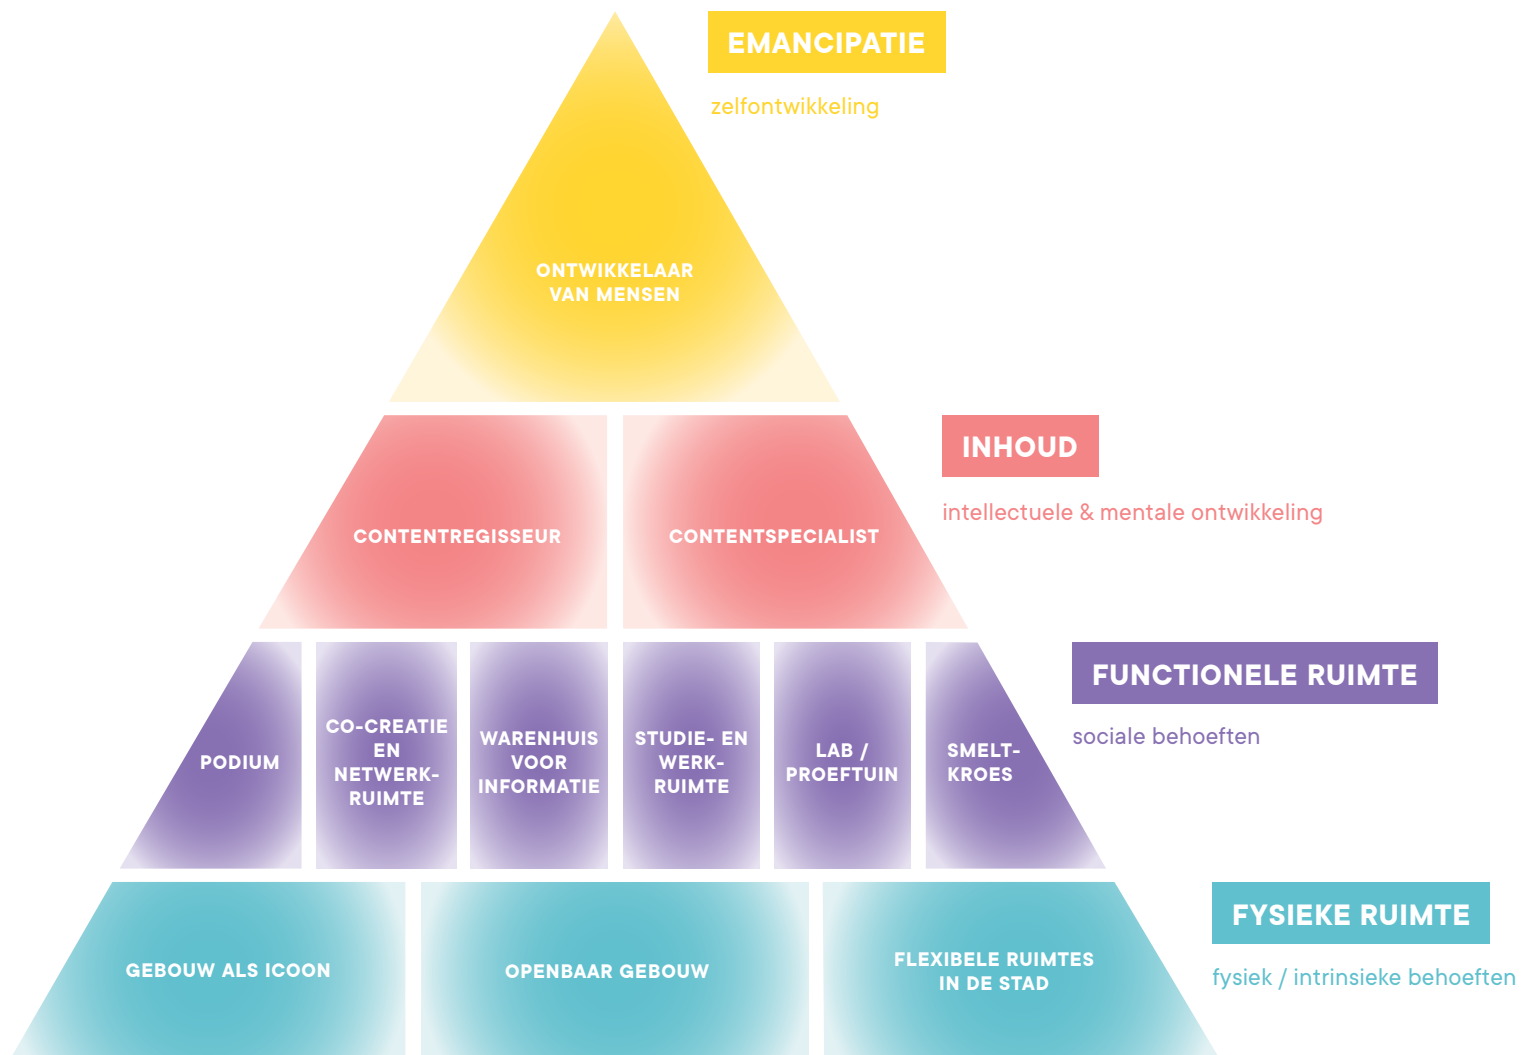 EMANCIPATIE
zelfontwikkeling
ONTWIKKELAAR
VAN MENSEN
INHOUD
intellectuele & mentale ontwikkeling
CONTENTREGISSEUR
CONTENTSPECIALIST
FUNCTIONELE RUIMTE
sociale behoeften
PODIUM
CO-CREATIE
EN
NETWERK-
RUIMTE
WARENHUIS
VOOR
INFORMATIE
STUDIE- EN
WERK-
RUIMTE
LAB /
PROEFTUIN
SMELT-
KROES
FYSIEKE RUIMTE
fysiek / intrinsieke behoeften
GEBOUW ALS ICOON
OPENBAAR GEBOUW
FLEXIBELE RUIMTES
IN DE STAD